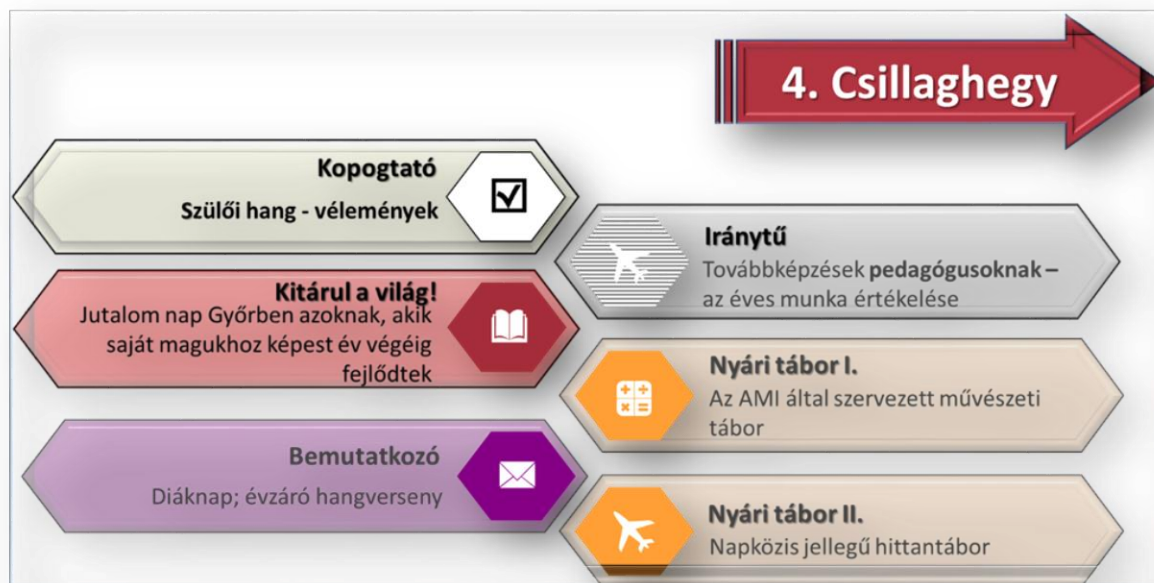 4. Csillaghegy
Kopogtató
Szülői hang - vélemények
Kitárul a világ!
Jutalom nap Győrben azoknak, akik
saját magukhoz képest év végéig
fejlődtek
Bemutatkozó
Diáknap; évzáró hangverseny
Iránytű
Továbbképzések pedagógusoknak –
az éves munka értékelése
Nyári tábor I.
Az AMI által szervezett művészeti
tábor
Nyári tábor II.
Napközis jellegű hittantábor